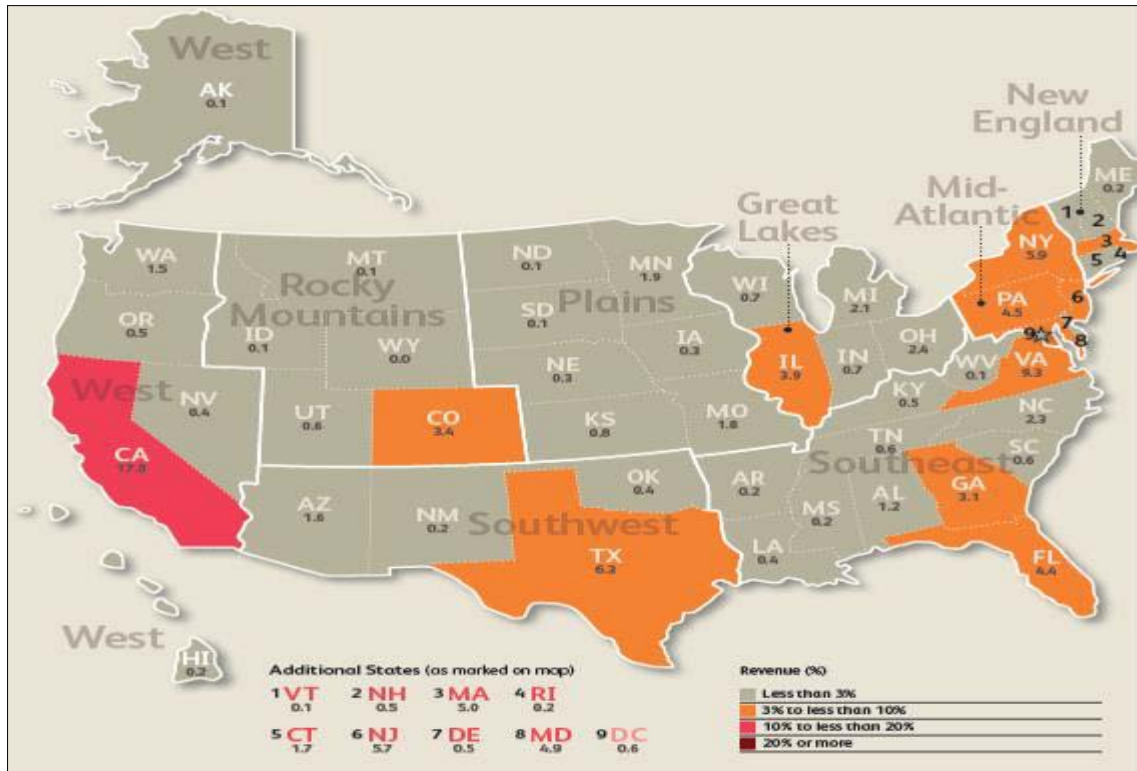 West
AK
0.1
New
England
ME
0.2
Mid-
Atlantic
1
2
Great
Lakes
NY
5.9
3
5
4
WA
1.5
MT
0.1
ND
0.1
MN
1.9
WI
0.7
MI
2.1
PA
4.5
6
Rocky
Mountains
Plains
OR
0.5
ID
0.1
WY
0.0
SD
0.1
IA
0.3
OH
2.4
7
9
8
NE
0.3
IL
3.9
IN
0.7
WV
0.1
VA
9.3
West
NV
0.4
UT
0.6
CO
3.4
KS
0.8
MO
1.8
KY
0.5
NC
2.3
CA
TN
0.6
SC
0.6
Southeast
AZ
1.6
NM
0.2
OK
0.4
AR
0.2
MS
0.2
AL
1.2
GA
3.1
Southwest
TX
LA
0.4
FL
4.4
West
HI
0.2
Additional States (as marked on map)
1 VT 2 NH 3 MA 4 RI
0.1 0.5 5.0 0.2
5 CT 6 NJ 7 DE 8 MD 9 DC
1.7 5.7 0.5 4.9 0.6
Revenue (%)
Less than 3%
3% to less than 10%
10% to less than 20%
20% or more